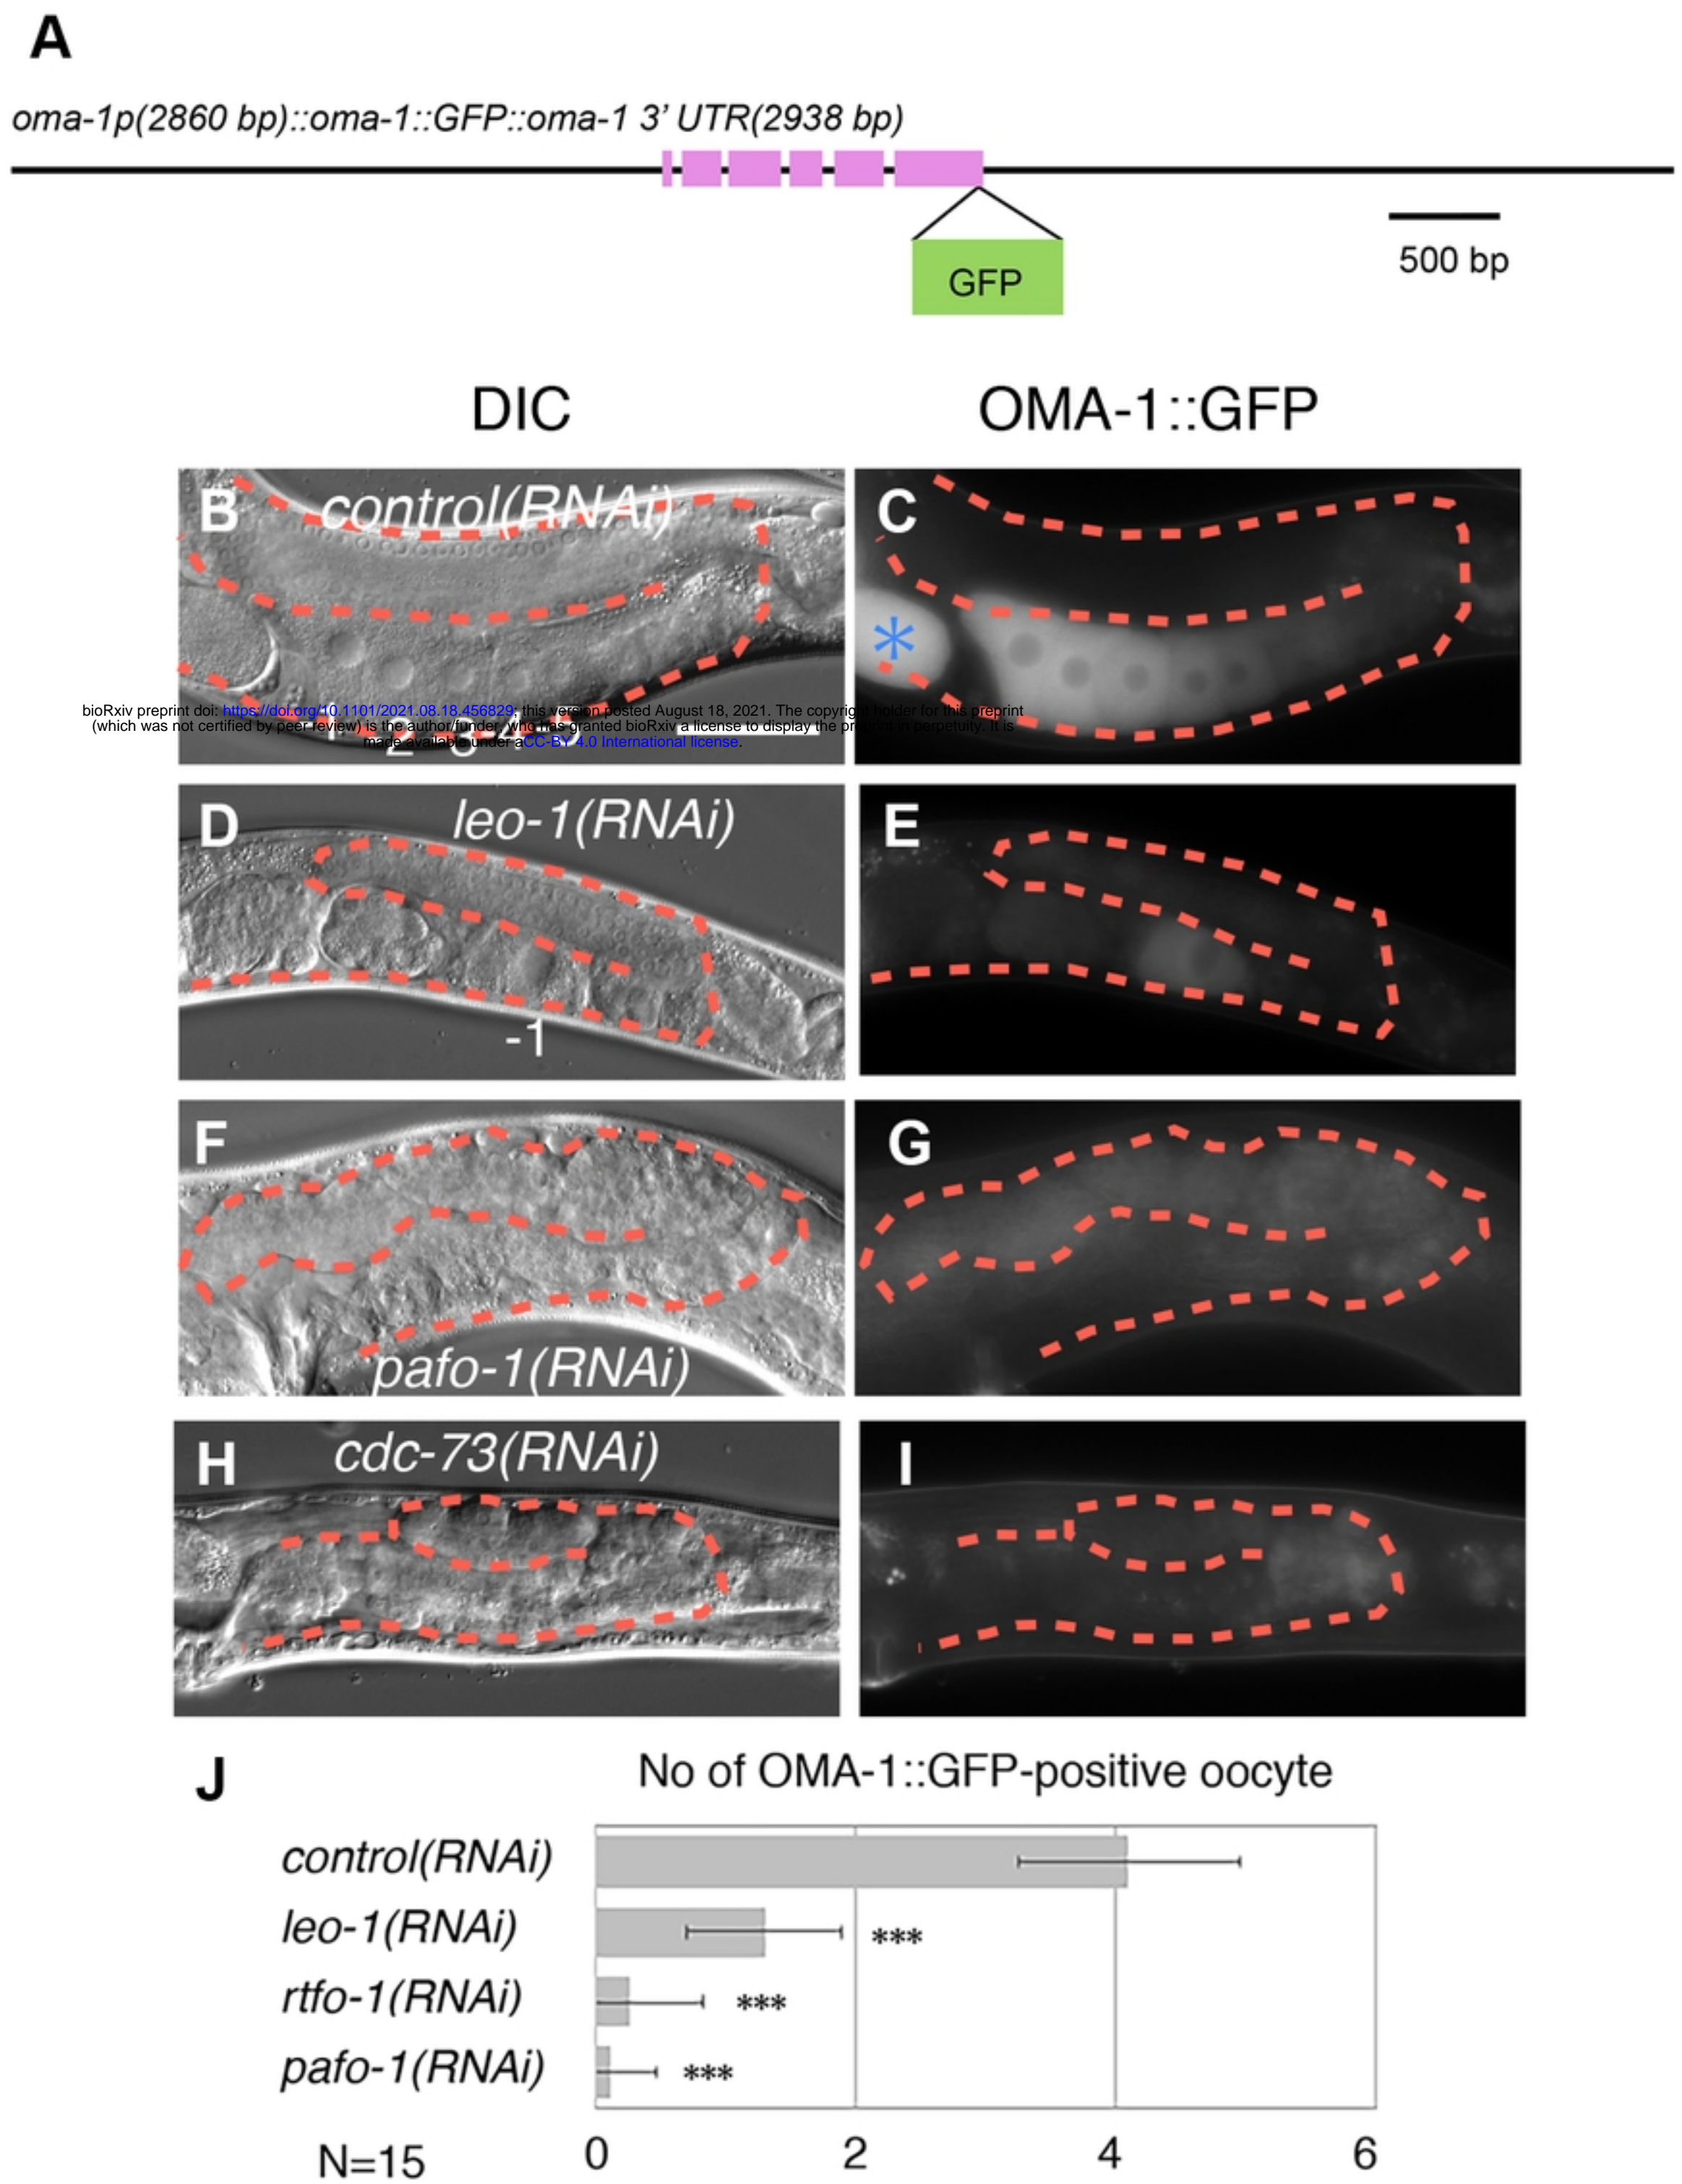 A
oma-1p(2860 bp)::oma-1::GFP::oma-1 3’ UTR(2938 bp)
500 bp
GFP
DIC
OMA-1::GFP
B
control(RNAi)
C
*
bioRxiv preprint doi: https://doi.org/10.1101/2021.08.18.456829; this version posted August 18, 2021. The copyright holder for this preprint
(which was not certified by peer review) is the author/funder, who has granted bioRxiv a license to display the preprint in perpetuity. It is
made available under aCC-BY 4.0 International license.
D
leo-1(RNAi)
E
-1
F
G
pafo-1(RNAi)
H
cdc-73(RNAi)
I
J
No of OMA-1::GFP-positive oocyte
control(RNAi)
leo-1(RNAi)
***
rtfo-1(RNAi)
***
pafo-1(RNAi)
***
N=15
0 2 4 6